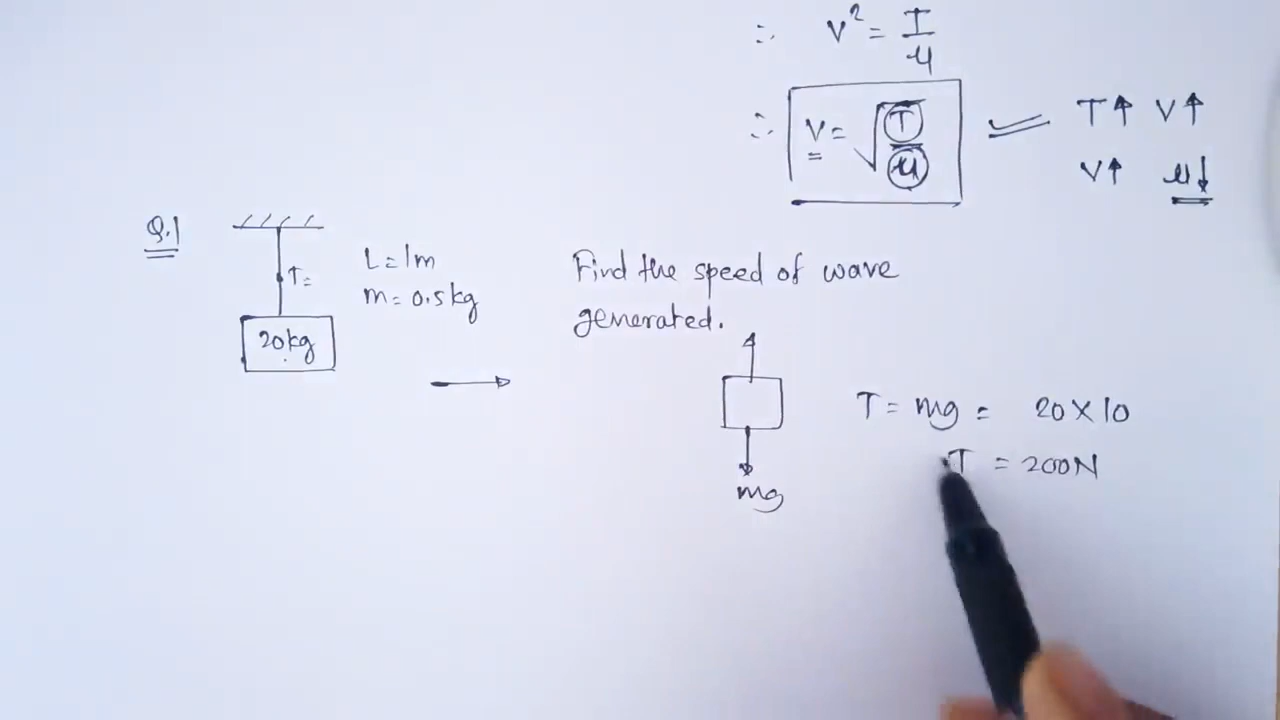 ∴ V² = T/μ
∴ V = √(T/μ) T↑ V↑
V↑ μ↓
Q.1
T=
L=1m
m=0.5kg
20kg
Find the speed of wave
generated.
mg
T = mg = 20×10
T = 200N